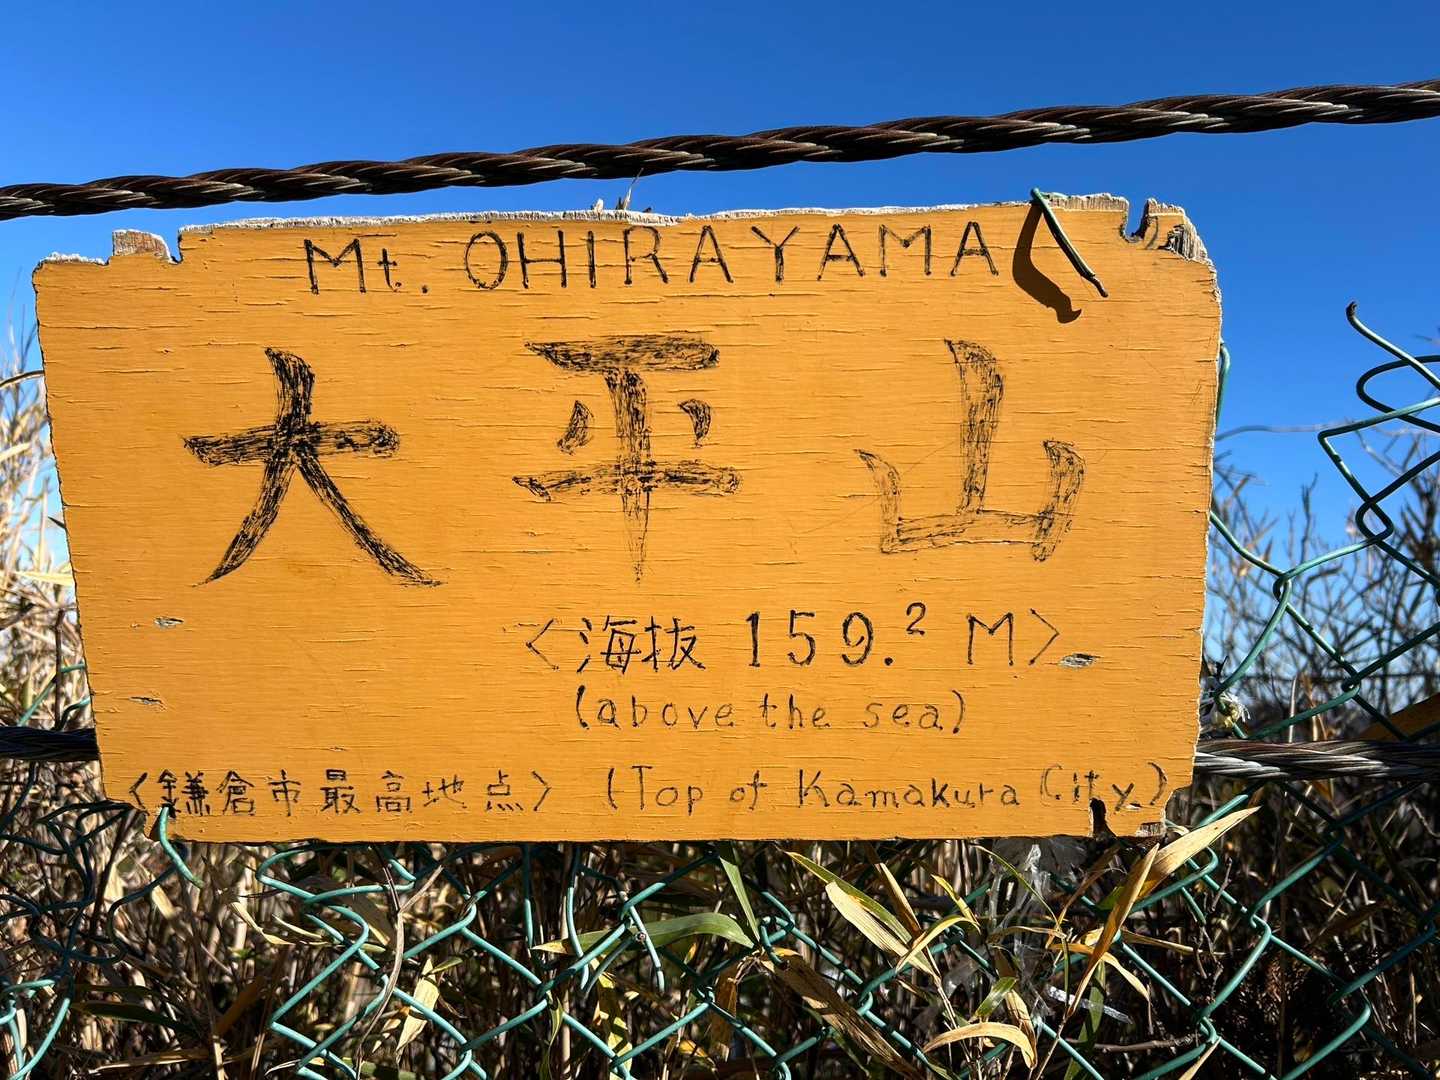 Mt. OHIRAYAMA
大平山
<海抜 159.² M>
(above the sea)
<鎌倉市最高地点> (Top of Kamakura City)